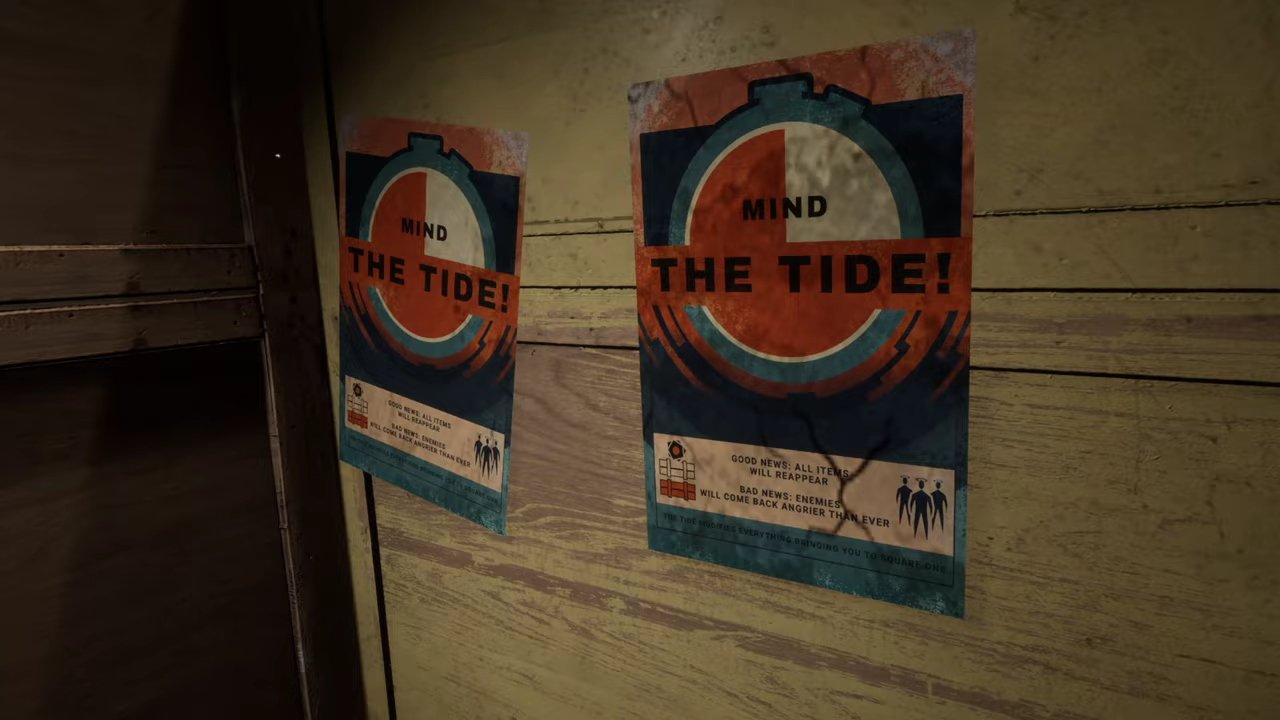 MIND
THE TIDE!
GOOD NEWS: ALL ITEMS
WILL REAPPEAR
BAD NEWS: ENEMIES
WILL COME BACK ANGRIER THAN EVER
MIND
THE TIDE!
GOOD NEWS: ALL ITEMS
WILL REAPPEAR
BAD NEWS: ENEMIES
WILL COME BACK ANGRIER THAN EVER
THE TIDE MODIFIES EVERYTHING BRINGING YOU TO SQUARE ONE